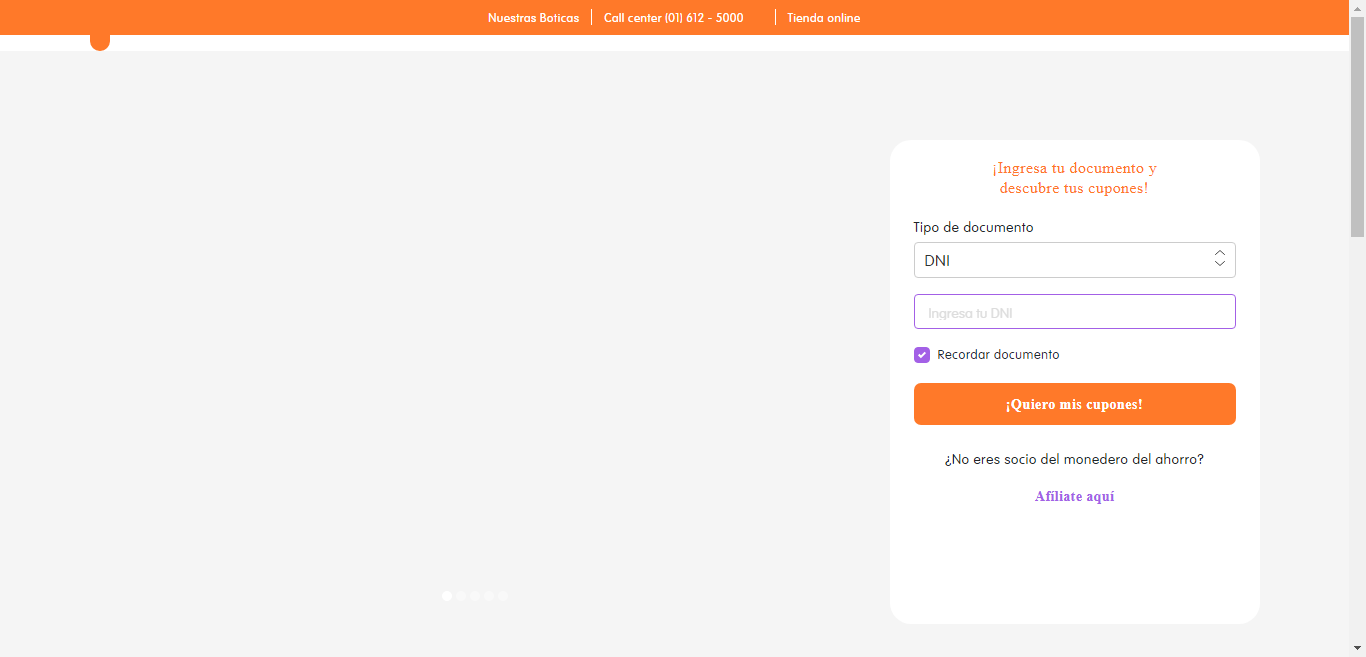 Nuestras Boticas
Call center (01) 612 - 5000
Tienda online
¡Ingresa tu documento y
descubre tus cupones!
Tipo de documento
DNI
Ingresa tu DNI
Recordar documento
¡Quiero mis cupones!
¿No eres socio del monedero del ahorro?
Afíliate aquí